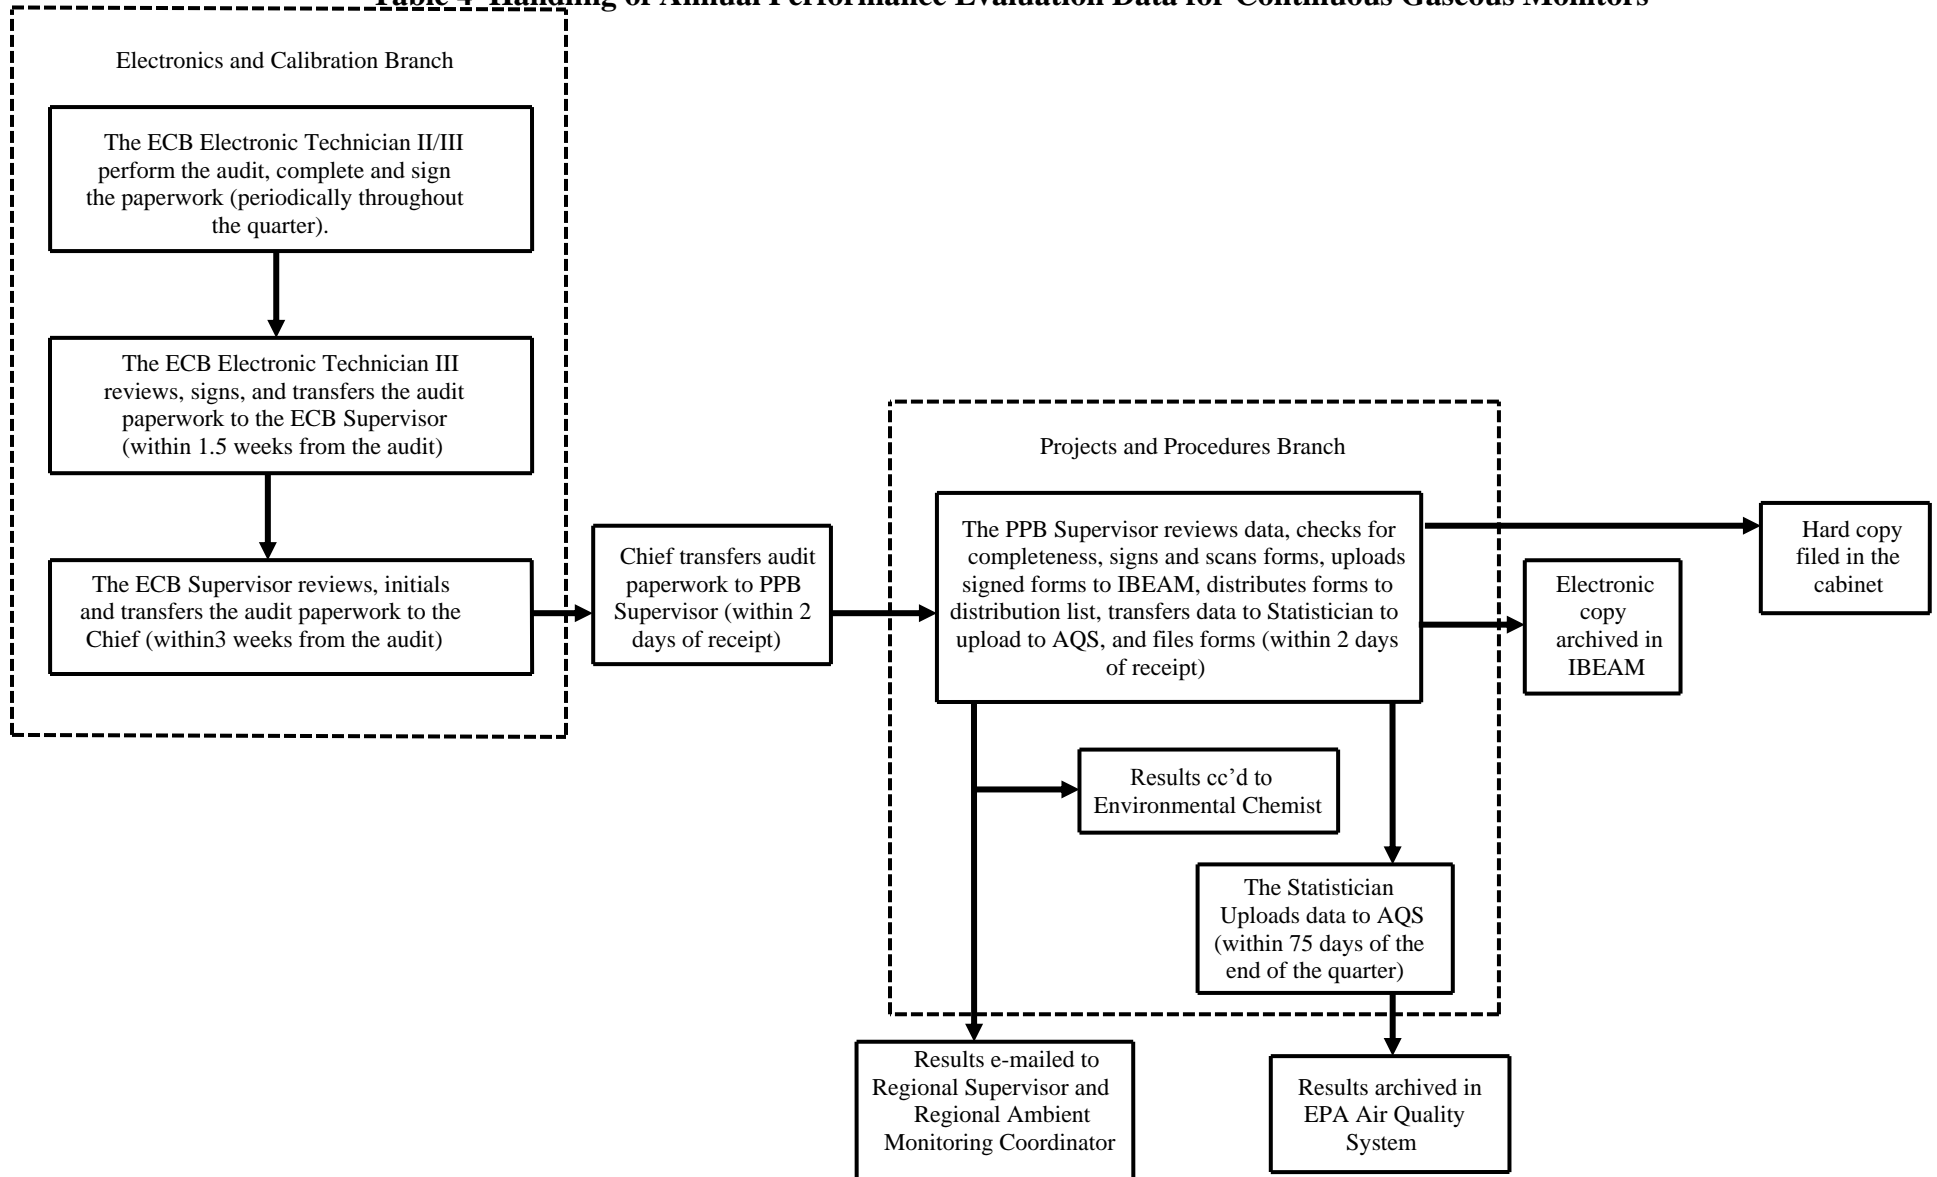 Table 4 Handling of Annual Performance Evaluation Data for Continuous Gaseous Monitors
Electronics and Calibration Branch
The ECB Electronic Technician II/III
perform the audit, complete and sign
the paperwork (periodically throughout
the quarter).
The ECB Electronic Technician III
reviews, signs, and transfers the audit
paperwork to the ECB Supervisor
(within 1.5 weeks from the audit)
The ECB Supervisor reviews, initials
and transfers the audit paperwork to the
Chief (within3 weeks from the audit)
Chief transfers audit
paperwork to PPB
Supervisor (within 2
days of receipt)
Projects and Procedures Branch
The PPB Supervisor reviews data, checks for
completeness, signs and scans forms, uploads
signed forms to IBEAM, distributes forms to
distribution list, transfers data to Statistician to
upload to AQS, and files forms (within 2 days
of receipt)
Hard copy
filed in the
cabinet
Electronic
copy
archived in
IBEAM
Results cc’d to
Environmental Chemist
The Statistician
Uploads data to AQS
(within 75 days of the
end of the quarter)
Results e-mailed to
Regional Supervisor and
Regional Ambient
Monitoring Coordinator
Results archived in
EPA Air Quality
System